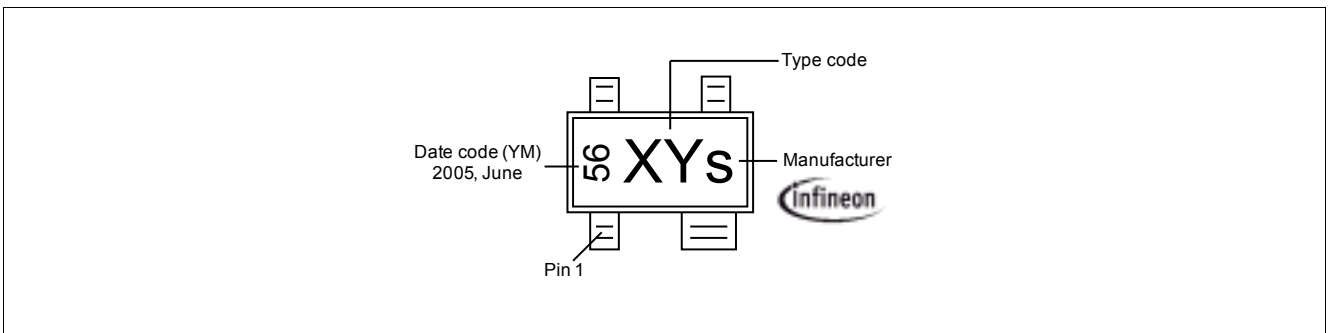 Type code
Date code (YM)
2005, June
56
XYs
Manufacturer
infineon
Pin 1